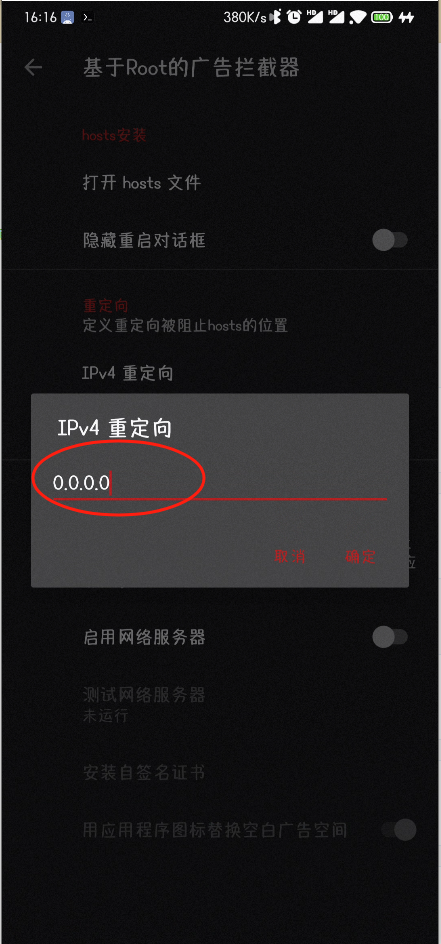 16:16
380K/s
HD
HD
100
基于Root的广告拦截器
hosts安装
打开 hosts 文件
隐藏重启对话框
重定向
定义重定向被阻止hosts的位置
IPv4 重定向
IPv4 重定向
0.0.0.0
取消
确定
应
启用网络服务器
测试网络服务器
未运行
安装自签名证书
用应用程序图标替换空白广告空间